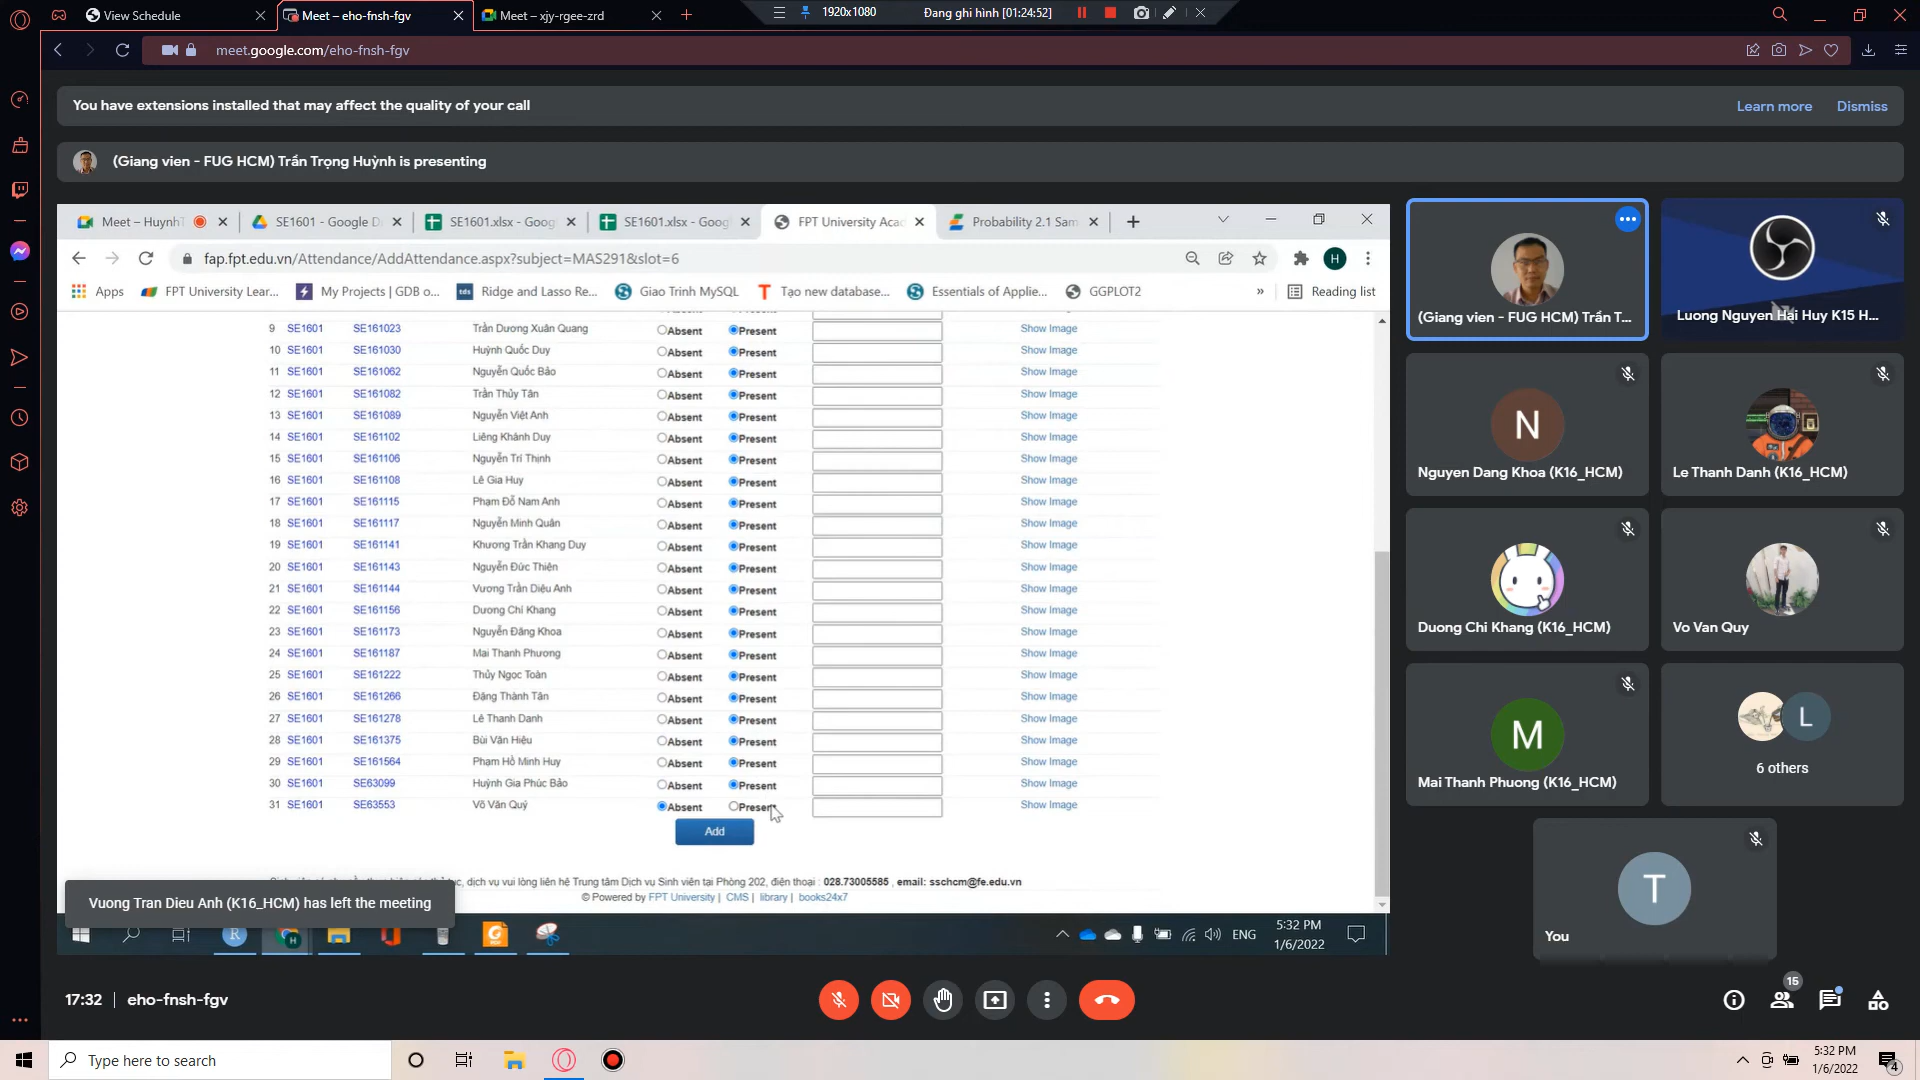 View Schedule
Meet – eho-fnsh-fgv
Meet – xjy-rgee-zrd
1920x1080
Đang ghi hình [01:24:52]
meet.google.com/eho-fnsh-fgv
You have extensions installed that may affect the quality of your call
Learn more
Dismiss
(Giang vien - FUG HCM) Trần Trọng Huỳnh is presenting
Meet – HuynhT
SE1601 - Google D
SE1601.xlsx - Goog
SE1601.xlsx - Goog
FPT University Aca
Probability 2.1 Sam
fap.fpt.edu.vn/Attendance/AddAttendance.aspx?subject=MAS291&slot=6
H
Apps
FPT University Lear...
My Projects | GDB o...
tds
Ridge and Lasso Re...
Giao Trinh MySQL
Tạo new database...
Essentials of Applie...
GGPLOT2
»
Reading list
9 SE1601 SE161023 Trần Dương Xuân Quang Absent Present Show Image
10 SE1601 SE161030 Huỳnh Quốc Duy Absent Present Show Image
11 SE1601 SE161062 Nguyễn Quốc Bảo Absent Present Show Image
12 SE1601 SE161082 Trần Thủy Tân Absent Present Show Image
13 SE1601 SE161089 Nguyễn Việt Anh Absent Present Show Image
14 SE1601 SE161102 Liêng Khánh Duy Absent Present Show Image
15 SE1601 SE161106 Nguyễn Trí Thịnh Absent Present Show Image
16 SE1601 SE161108 Lê Gia Huy Absent Present Show Image
17 SE1601 SE161115 Phạm Đỗ Nam Anh Absent Present Show Image
18 SE1601 SE161117 Nguyễn Minh Quân Absent Present Show Image
19 SE1601 SE161141 Khương Trần Khang Duy Absent Present Show Image
20 SE1601 SE161143 Nguyễn Đức Thiện Absent Present Show Image
21 SE1601 SE161144 Vương Trần Diệu Anh Absent Present Show Image
22 SE1601 SE161156 Dương Chí Khang Absent Present Show Image
23 SE1601 SE161173 Nguyễn Đăng Khoa Absent Present Show Image
24 SE1601 SE161187 Mai Thanh Phương Absent Present Show Image
25 SE1601 SE161222 Thủy Ngọc Toàn Absent Present Show Image
26 SE1601 SE161266 Đặng Thành Tân Absent Present Show Image
27 SE1601 SE161278 Lê Thanh Danh Absent Present Show Image
28 SE1601 SE161375 Bùi Văn Hiệu Absent Present Show Image
29 SE1601 SE161564 Phạm Hồ Minh Huy Absent Present Show Image
30 SE1601 SE63099 Huỳnh Gia Phúc Bảo Absent Present Show Image
31 SE1601 SE63553 Võ Văn Quý Absent Present Show Image
Add
dịch vụ vui lòng liên hệ Trung tâm Dịch vụ Sinh viên tại Phòng 202, điện thoại : 028.73005585 , email: sschcm@fe.edu.vn
© Powered by FPT University | CMS | library | books24x7
Vuong Tran Dieu Anh (K16_HCM) has left the meeting
R
H
ENG
5:32 PM
1/6/2022
(Giang vien - FUG HCM) Trần T...
Luong Nguyen Hai Huy K15 H...
N
Nguyen Dang Khoa (K16_HCM)
Le Thanh Danh (K16_HCM)
Duong Chi Khang (K16_HCM)
Vo Van Quy
M
Mai Thanh Phuong (K16_HCM)
L
6 others
T
You
17:32 | eho-fnsh-fgv
15
Type here to search
5:32 PM
1/6/2022
4